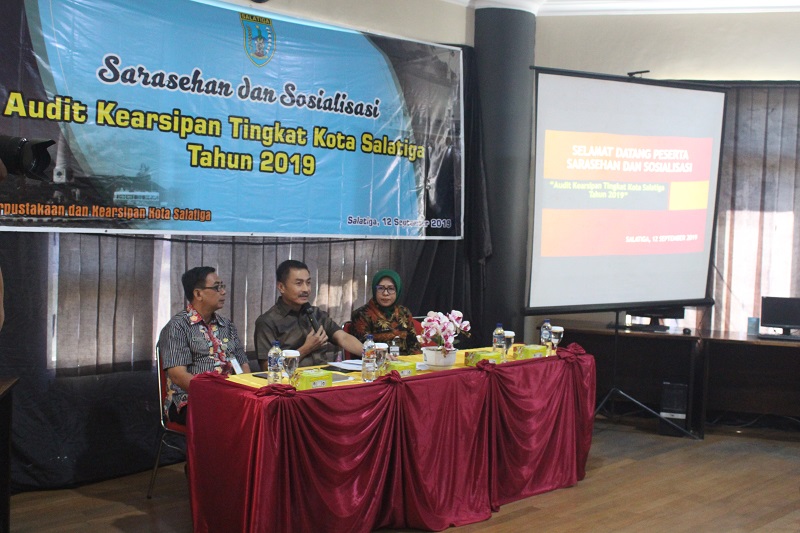 SALATIGA
Sarasehan dan Sosialisasi
Audit Kearsipan Tingkat Kota Salatiga
Tahun 2019
dan Kearsipan Kota Salatiga
Salatiga, 12 September 2019
SELAMAT DATANG PESERTA
SARASEHAN DAN SOSIALISASI
"Audit Kearsipan Tingkat Kota Salatiga
Tahun 2019"
SALATIGA, 12 SEPTEMBER 2019